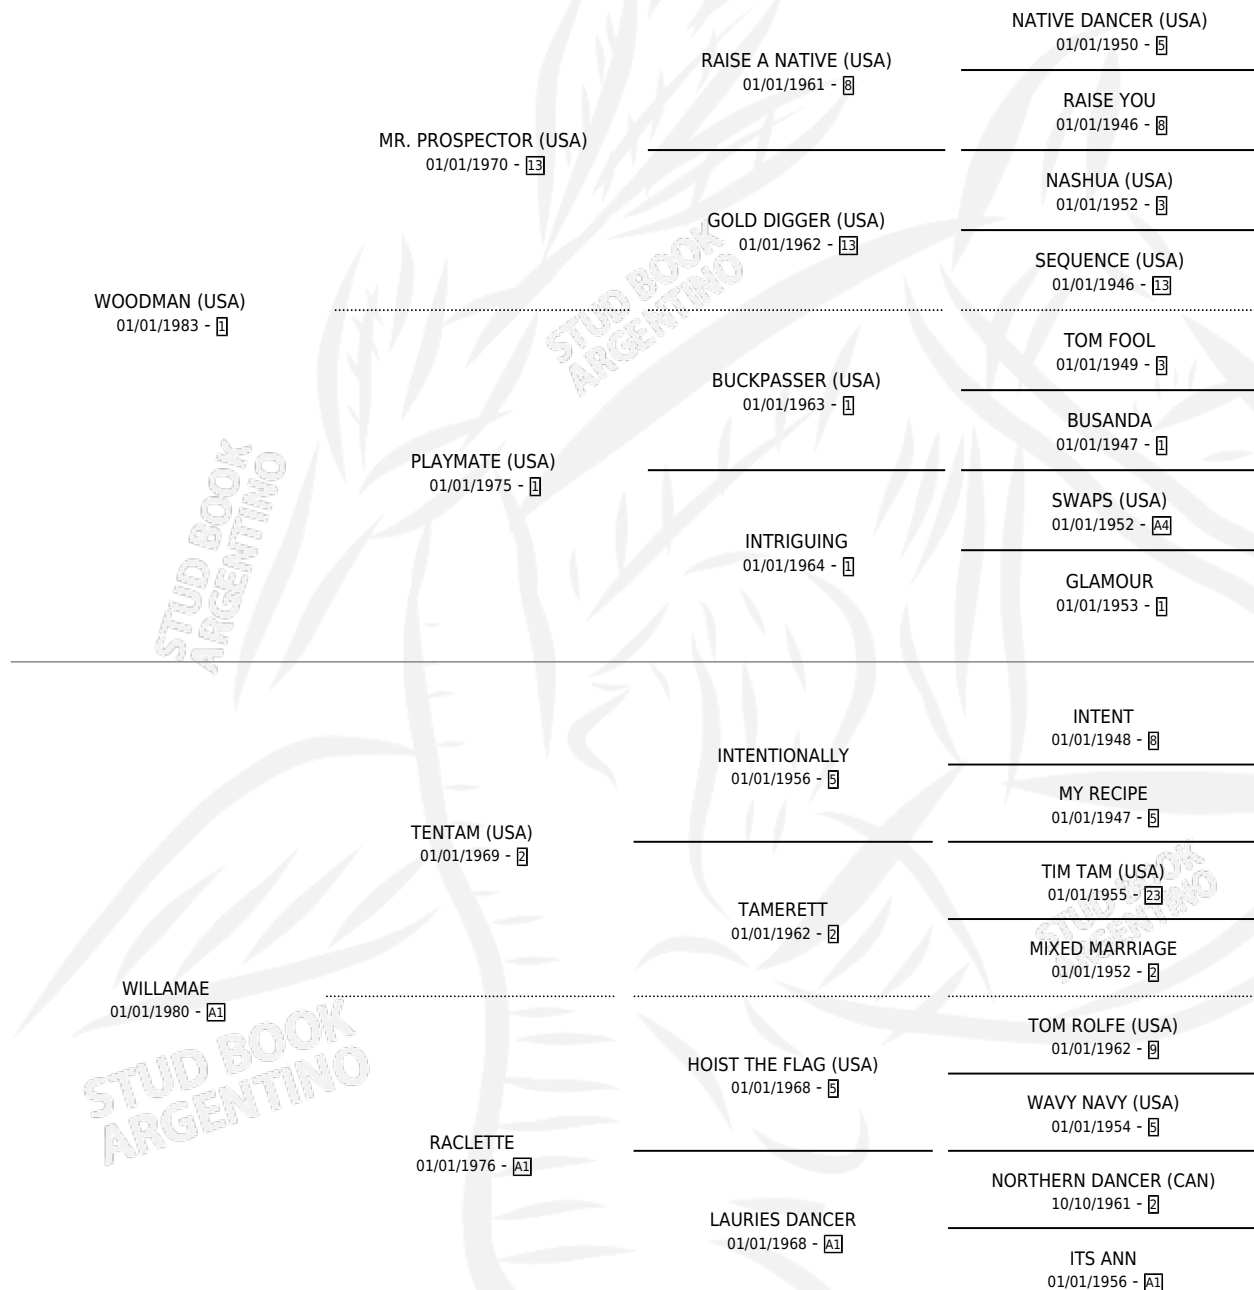 NATIVE DANCER (USA)
01/01/1950 - 5
RAISE A NATIVE (USA)
01/01/1961 - 8
RAISE YOU
01/01/1946 - 8
MR. PROSPECTOR (USA)
01/01/1970 - 13
NASHUA (USA)
01/01/1952 - 3
GOLD DIGGER (USA)
01/01/1962 - 13
SEQUENCE (USA)
01/01/1946 - 13
WOODMAN (USA)
01/01/1983 - 1
TOM FOOL
01/01/1949 - 3
BUCKPASSER (USA)
01/01/1963 - 1
BUSANDA
01/01/1947 - 1
PLAYMATE (USA)
01/01/1975 - 1
SWAPS (USA)
01/01/1952 - A4
INTRIGUING
01/01/1964 - 1
GLAMOUR
01/01/1953 - 1
INTENT
01/01/1948 - 8
INTENTIONALLY
01/01/1956 - 5
MY RECIPE
01/01/1947 - 5
TENTAM (USA)
01/01/1969 - 2
TIM TAM (USA)
01/01/1955 - 23
TAMERETT
01/01/1962 - 2
MIXED MARRIAGE
01/01/1952 - 2
WILLAMAE
01/01/1980 - A1
TOM ROLFE (USA)
01/01/1962 - 9
HOIST THE FLAG (USA)
01/01/1968 - 5
WAVY NAVY (USA)
01/01/1954 - 5
RACLETTE
01/01/1976 - A1
NORTHERN DANCER (CAN)
10/10/1961 - 2
LAURIES DANCER
01/01/1968 - A1
ITS ANN
01/01/1956 - A1
STUD BOOK
ARGENTINO
STUD BOOK
ARGENTINO
STUD BOOK
ARGENTINO
STUD BOOK
ARGENTINO